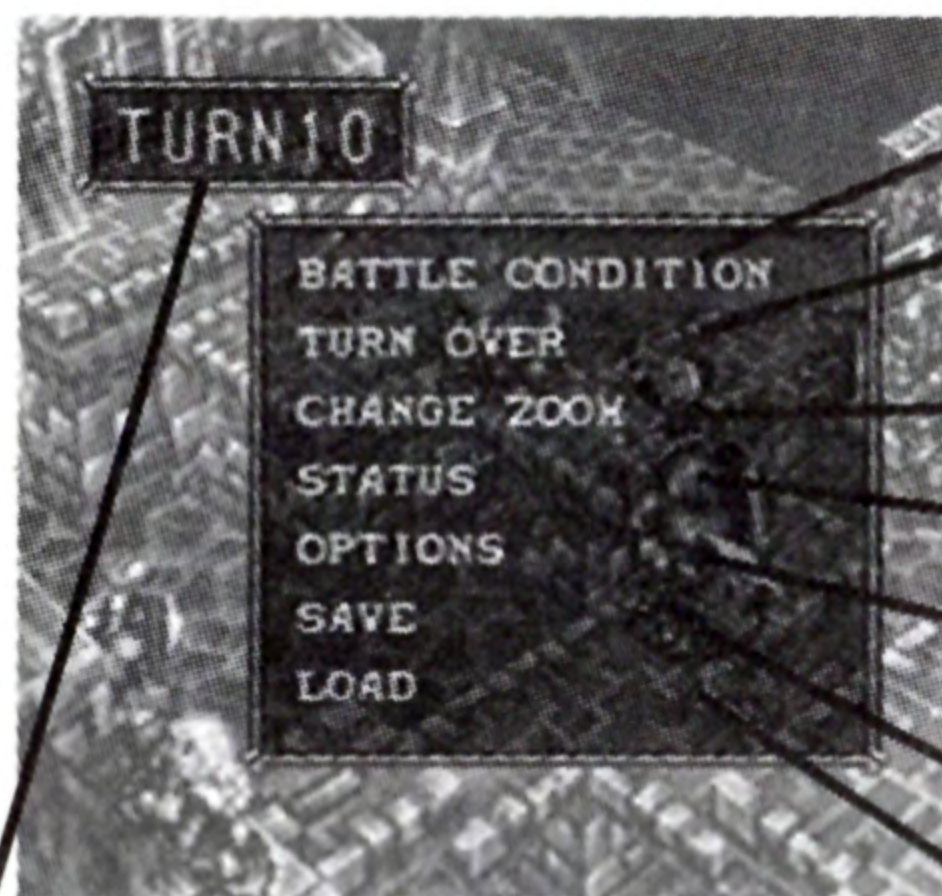 TURN10
BATTLE CONDITION
TURN OVER
CHANGE ZOOM
STATUS
OPTIONS
SAVE
LOAD